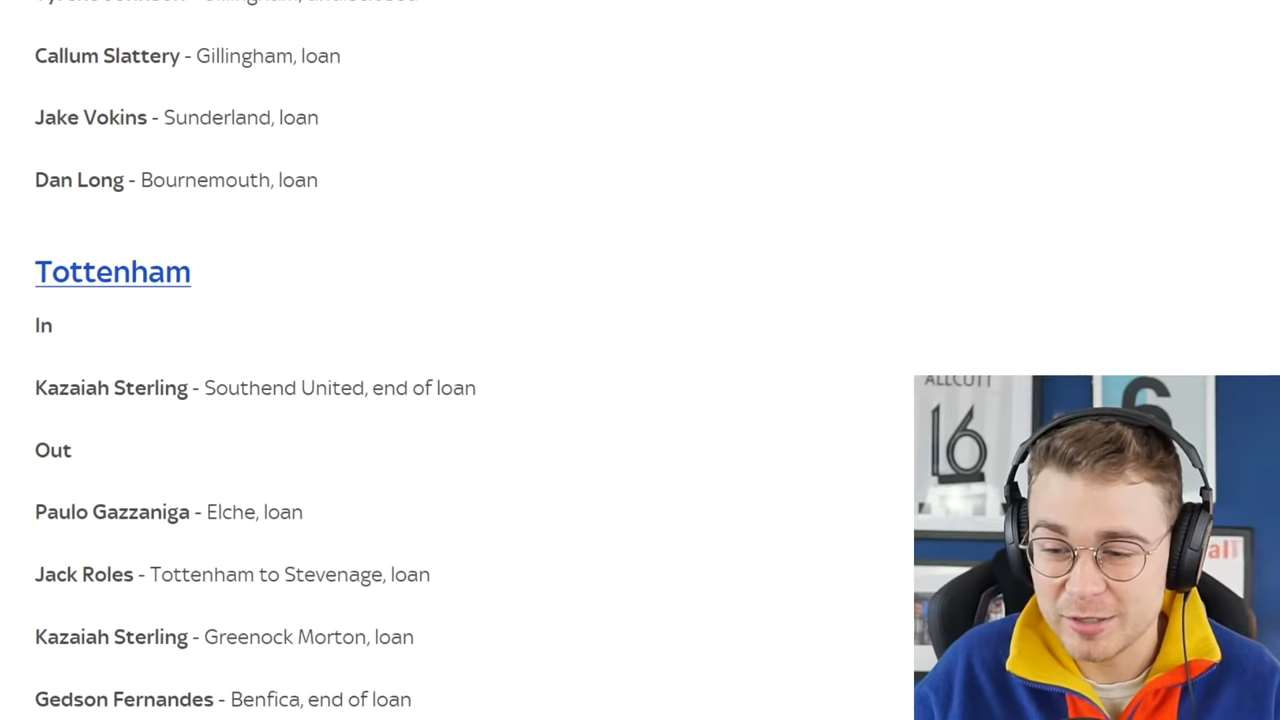 Callum Slattery - Gillingham, loan
Jake Vokins - Sunderland, loan
Dan Long - Bournemouth, loan
Tottenham
In
Kazaiah Sterling - Southend United, end of loan
Out
Paulo Gazzaniga - Elche, loan
Jack Roles - Tottenham to Stevenage, loan
Kazaiah Sterling - Greenock Morton, loan
Gedson Fernandes - Benfica, end of loan
ALLCUTT
16
6